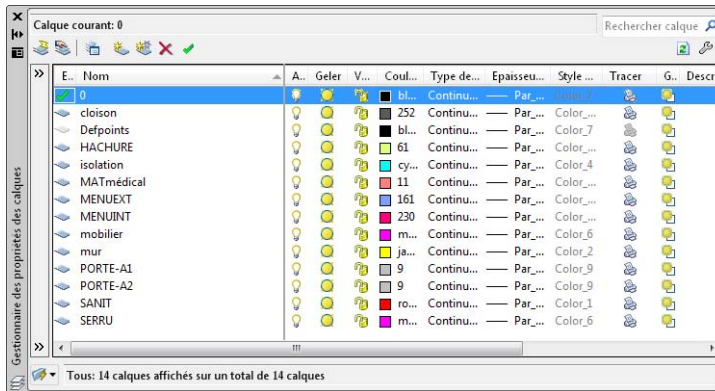 Calque courant: 0
Rechercher calque
E.. Nom A.. Geler V... Coul... Type de... Epaisseu... Style ... Tracer G.. Descr
0 bl... Continu... Par_... Color_7
cloison 252 Continu... Par_... Color_...
Defpoints bl... Continu... Par_... Color_7
HACHURE 61 Continu... Par_... Color_...
isolation cy... Continu... Par_... Color_4
MATmédical 11 Continu... Par_... Color_...
MENUEXT 161 Continu... Par_... Color_...
MENUINT 230 Continu... Par_... Color_...
mobilier m... Continu... Par_... Color_6
mur ja... Continu... Par_... Color_2
PORTE-A1 9 Continu... Par_... Color_9
PORTE-A2 9 Continu... Par_... Color_9
SANIT ro... Continu... Par_... Color_1
SERRU m... Continu... Par_... Color_6
Tous: 14 calques affichés sur un total de 14 calques
Gestionnaire des propriétés des calques